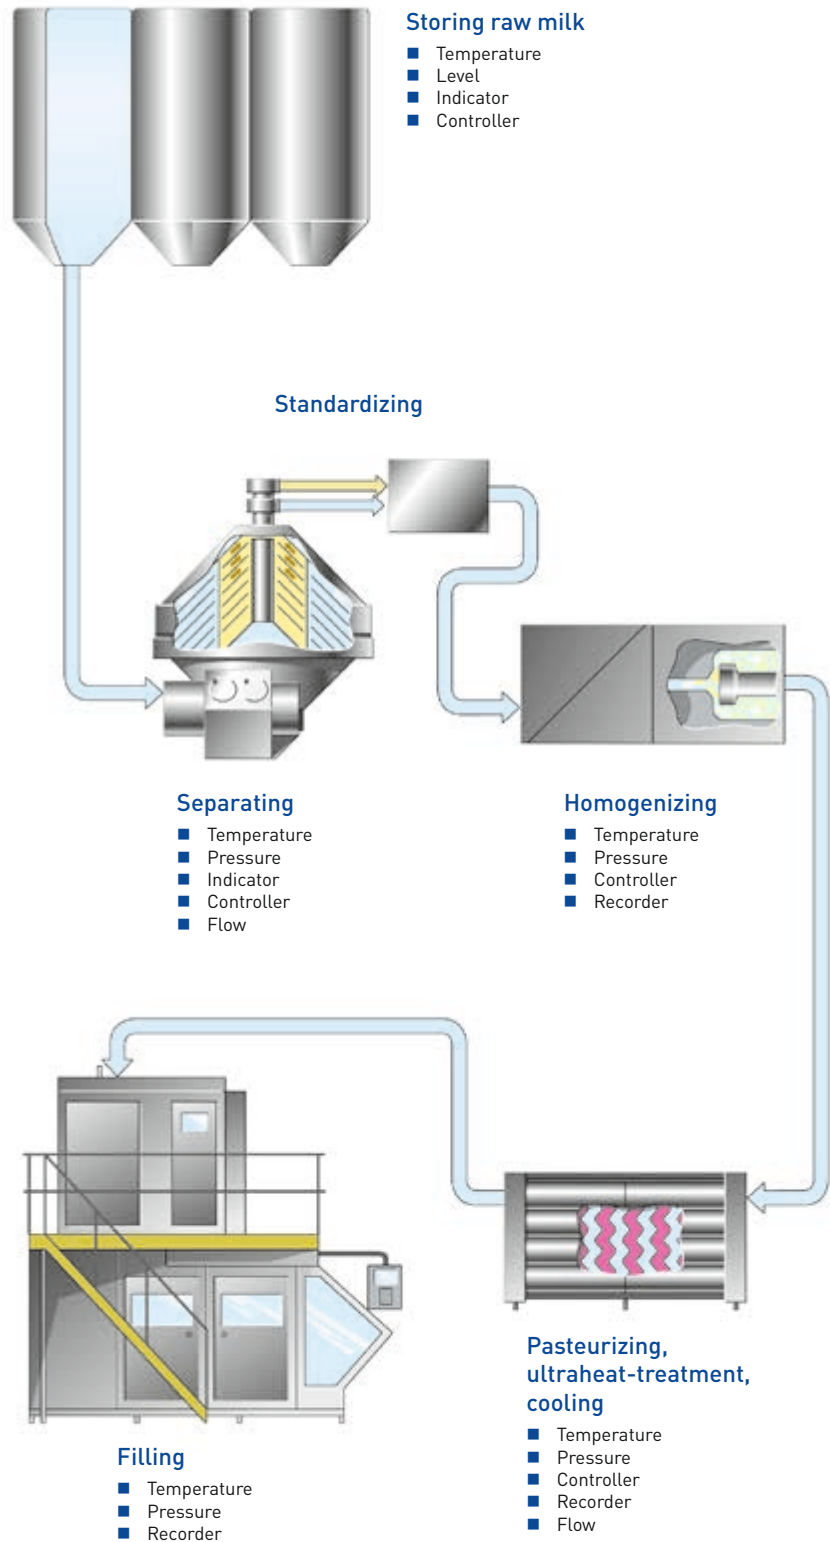 Storing raw milk
Temperature
Level
Indicator
Controller
Standardizing
Separating
Temperature
Pressure
Indicator
Controller
Flow
Homogenizing
Temperature
Pressure
Controller
Recorder
Pasteurizing,
ultraheat-treatment,
cooling
Temperature
Pressure
Controller
Recorder
Flow
Filling
Temperature
Pressure
Recorder